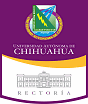 UNIVERSIDAD AUTÓNOMA DE
CHIHUAHUA
RECTORÍA